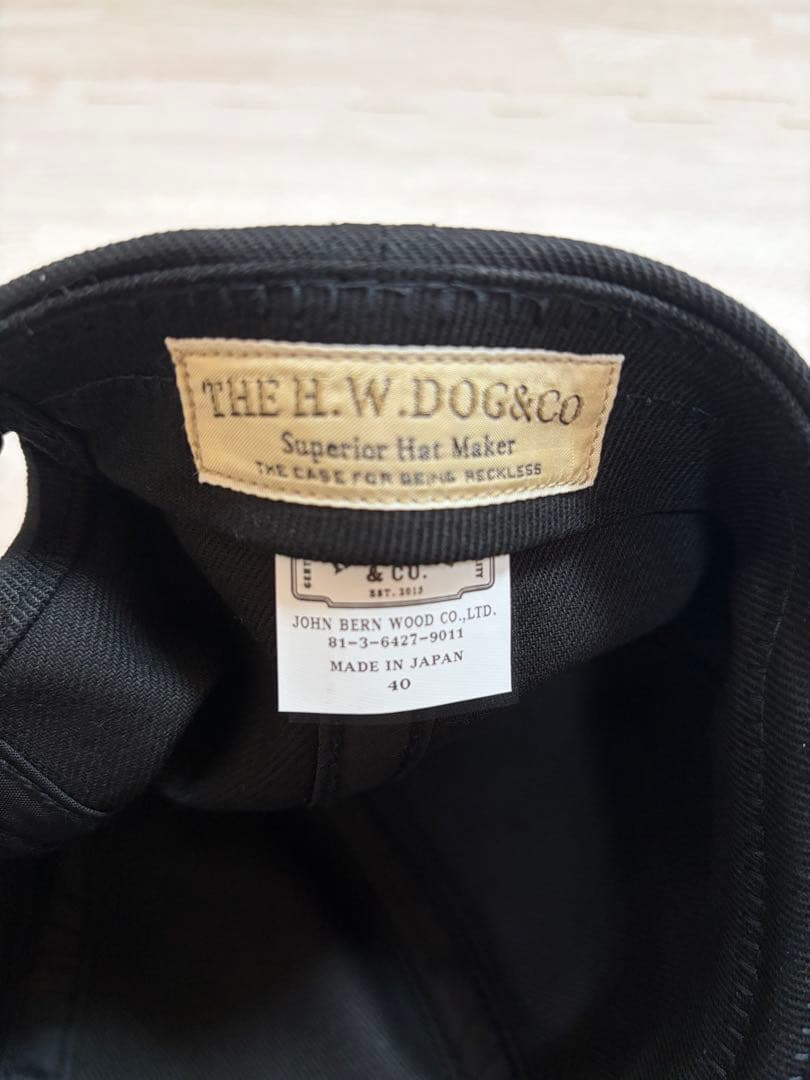 THE H.W.DOG&CO
Superior Hat Maker
THE CASE FOR BEING RECKLESS
& CO.
EST. 2013
JOHN BERN WOOD CO.,LTD.
81-3-6427-9011
MADE IN JAPAN
40